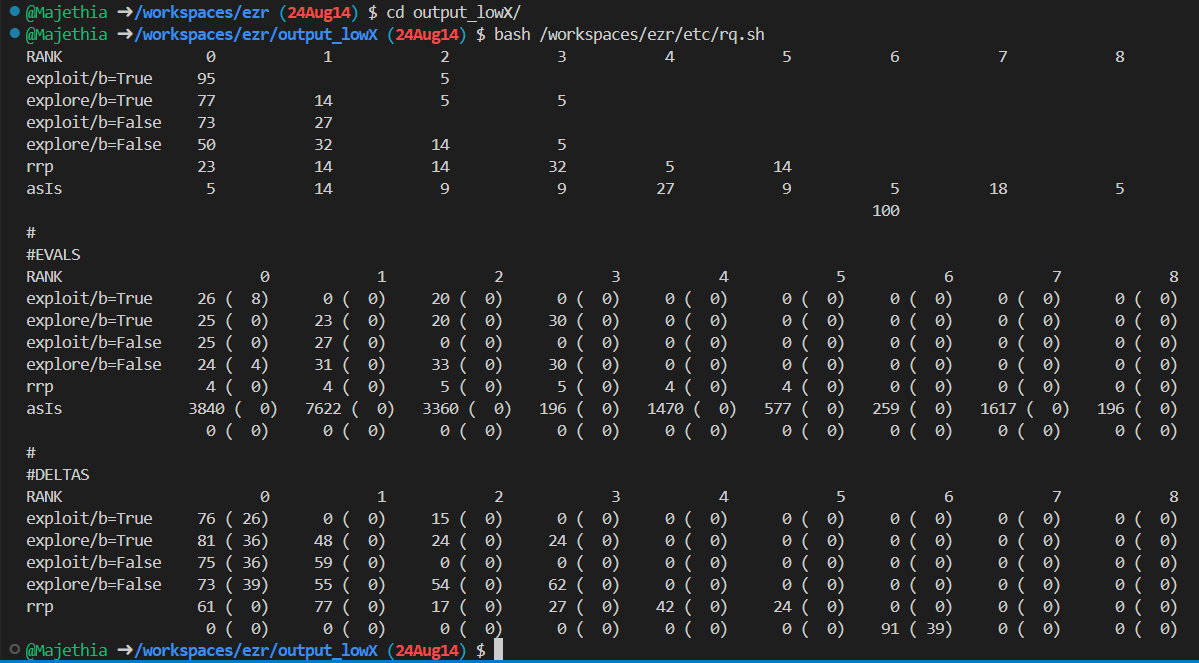 @Majethia ➜/workspaces/ezr (24Aug14) $ cd output_lowX/
@Majethia ➜/workspaces/ezr/output_lowX (24Aug14) $ bash /workspaces/ezr/etc/rq.sh
RANK 0 1 2 3 4 5 6 7 8
exploit/b=True 95 5
explore/b=True 77 14 5 5
exploit/b=False 73 27
explore/b=False 50 32 14 5
rrp 23 14 14 32 5 14
asIs 5 14 9 9 27 9 5 18 5
100
#
#EVALS
RANK 0 1 2 3 4 5 6 7 8
exploit/b=True 26 ( 8) 0 ( 0) 20 ( 0) 0 ( 0) 0 ( 0) 0 ( 0) 0 ( 0) 0 ( 0) 0 ( 0)
explore/b=True 25 ( 0) 23 ( 0) 20 ( 0) 30 ( 0) 0 ( 0) 0 ( 0) 0 ( 0) 0 ( 0) 0 ( 0)
exploit/b=False 25 ( 0) 27 ( 0) 0 ( 0) 0 ( 0) 0 ( 0) 0 ( 0) 0 ( 0) 0 ( 0) 0 ( 0)
explore/b=False 24 ( 4) 31 ( 0) 33 ( 0) 30 ( 0) 0 ( 0) 0 ( 0) 0 ( 0) 0 ( 0) 0 ( 0)
rrp 4 ( 0) 4 ( 0) 5 ( 0) 5 ( 0) 4 ( 0) 4 ( 0) 0 ( 0) 0 ( 0) 0 ( 0)
asIs 3840 ( 0) 7622 ( 0) 3360 ( 0) 196 ( 0) 1470 ( 0) 577 ( 0) 259 ( 0) 1617 ( 0) 196 ( 0)
0 ( 0) 0 ( 0) 0 ( 0) 0 ( 0) 0 ( 0) 0 ( 0) 0 ( 0) 0 ( 0) 0 ( 0)
#
#DELTAS
RANK 0 1 2 3 4 5 6 7 8
exploit/b=True 76 ( 26) 0 ( 0) 15 ( 0) 0 ( 0) 0 ( 0) 0 ( 0) 0 ( 0) 0 ( 0) 0 ( 0)
explore/b=True 81 ( 36) 48 ( 0) 24 ( 0) 24 ( 0) 0 ( 0) 0 ( 0) 0 ( 0) 0 ( 0) 0 ( 0)
exploit/b=False 75 ( 36) 59 ( 0) 0 ( 0) 0 ( 0) 0 ( 0) 0 ( 0) 0 ( 0) 0 ( 0) 0 ( 0)
explore/b=False 73 ( 39) 55 ( 0) 54 ( 0) 62 ( 0) 0 ( 0) 0 ( 0) 0 ( 0) 0 ( 0) 0 ( 0)
rrp 61 ( 0) 77 ( 0) 17 ( 0) 27 ( 0) 42 ( 0) 24 ( 0) 0 ( 0) 0 ( 0) 0 ( 0)
0 ( 0) 0 ( 0) 0 ( 0) 0 ( 0) 0 ( 0) 0 ( 0) 91 ( 39) 0 ( 0) 0 ( 0)
@Majethia ➜/workspaces/ezr/output_lowX (24Aug14) $